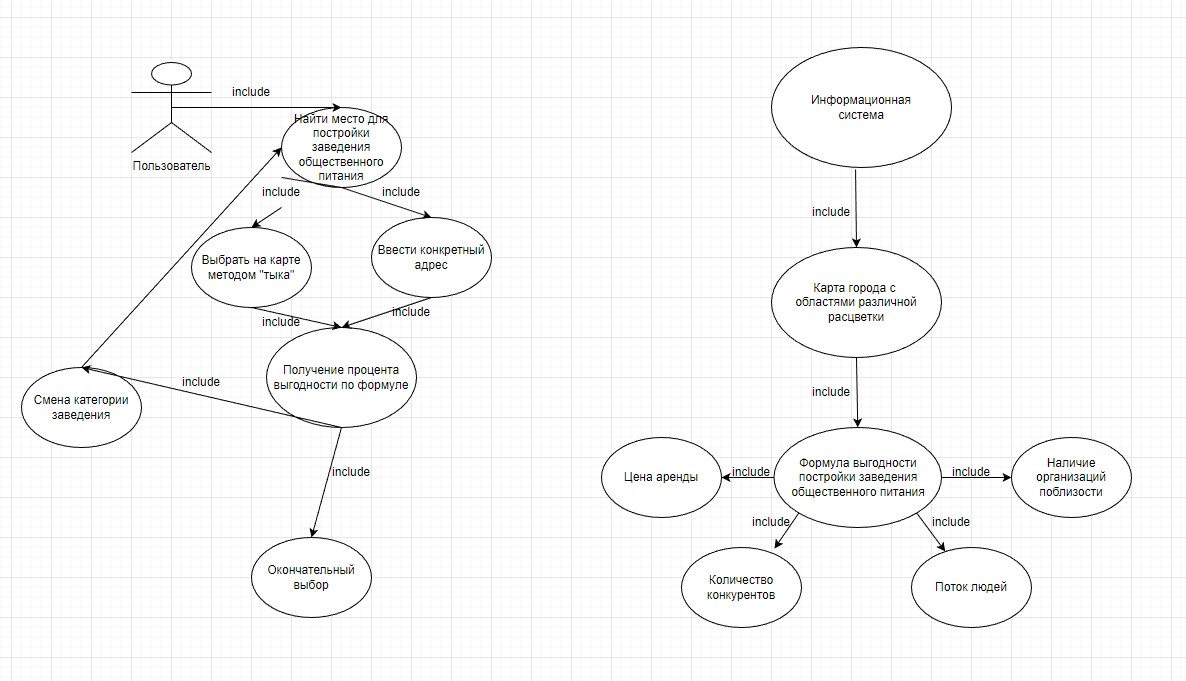 include
Найти место для
постройки
заведения
общественного
питания
Пользователь
include
include
Выбрать на карте
методом "тыка"
Ввести конкретный
адрес
include
include
Получение процента
выгодности по формуле
include
Смена категории
заведения
include
Окончательный
выбор
Информационная
система
include
Карта города с
областями различной
расцветки
include
Формула выгодности
постройки заведения
общественного питания
include
Цена аренды
include
Наличие
организаций
поблизости
include
Количество
конкурентов
include
Поток людей